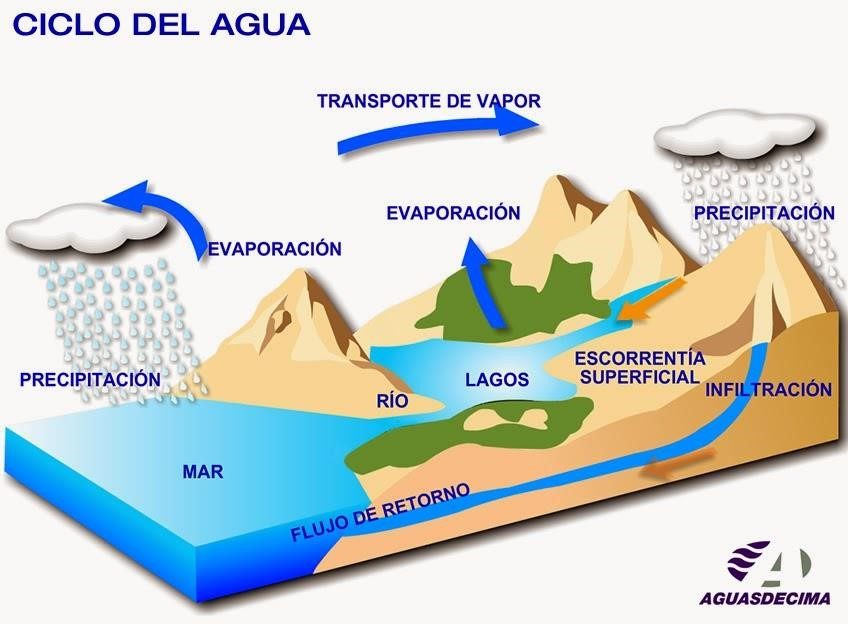 CICLO DEL AGUA
TRANSPORTE DE VAPOR
EVAPORACIÓN
PRECIPITACIÓN
EVAPORACIÓN
PRECIPITACIÓN
ESCORRENTÍA
SUPERFICIAL
LAGOS
INFILTRACIÓN
RÍO
MAR
FLUJO DE RETORNO
AGUASDECIMA